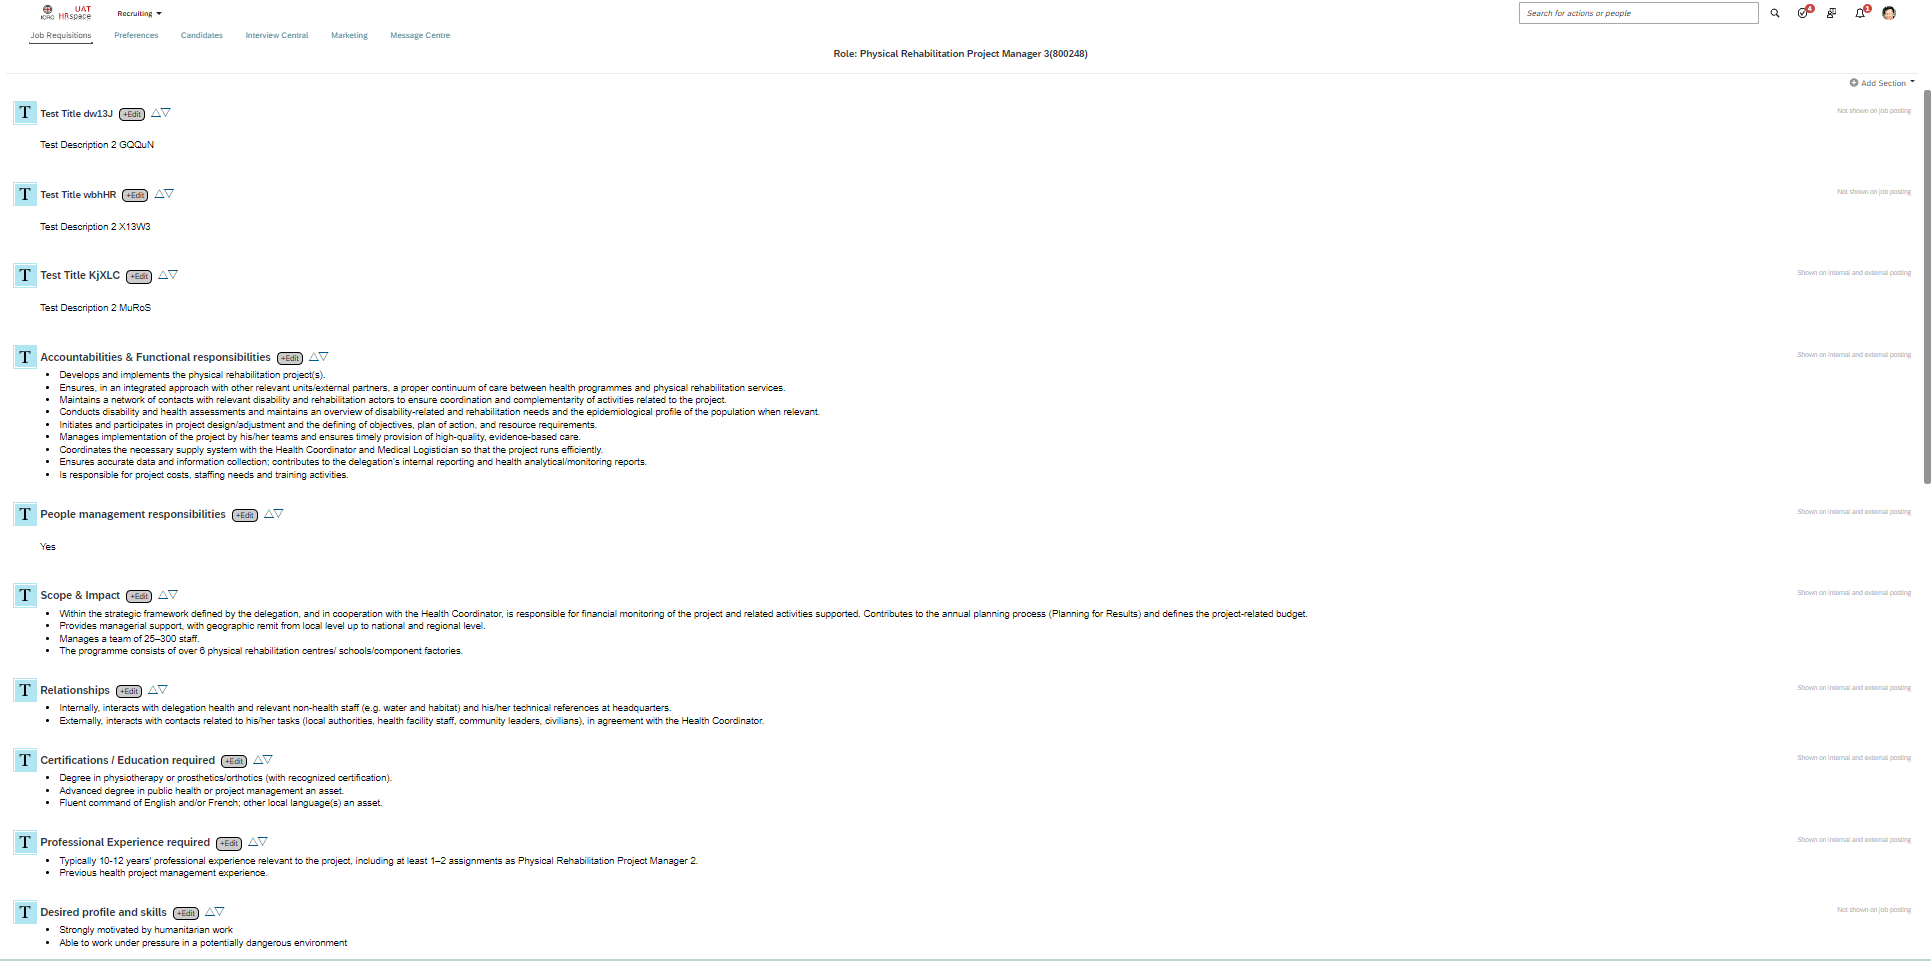 UAT
ICRC HRspace
Recruiting
Search for actions or people
4
1
Job Requisitions Preferences Candidates Interview Central Marketing Message Centre
Role: Physical Rehabilitation Project Manager 3(800248)
Add Section
T Test Title dw13J +Edit Not shown on job posting
Test Description 2 GQQuN
T Test Title wbhHR +Edit Not shown on job posting
Test Description 2 X13W3
T Test Title KjXLC +Edit Shown on internal and external posting
Test Description 2 MuRoS
T Accountabilities & Functional responsibilities +Edit Shown on internal and external posting
• Develops and implements the physical rehabilitation project(s).
• Ensures, in an integrated approach with other relevant units/external partners, a proper continuum of care between health programmes and physical rehabilitation services.
• Maintains a network of contacts with relevant disability and rehabilitation actors to ensure coordination and complementarity of activities related to the project.
• Conducts disability and health assessments and maintains an overview of disability-related and rehabilitation needs and the epidemiological profile of the population when relevant.
• Initiates and participates in project design/adjustment and the defining of objectives, plan of action, and resource requirements.
• Manages implementation of the project by his/her teams and ensures timely provision of high-quality, evidence-based care.
• Coordinates the necessary supply system with the Health Coordinator and Medical Logistician so that the project runs efficiently.
• Ensures accurate data and information collection; contributes to the delegation's internal reporting and health analytical/monitoring reports.
• Is responsible for project costs, staffing needs and training activities.
T People management responsibilities +Edit Shown on internal and external posting
Yes
T Scope & Impact +Edit Shown on internal and external posting
• Within the strategic framework defined by the delegation, and in cooperation with the Health Coordinator, is responsible for financial monitoring of the project and related activities supported. Contributes to the annual planning process (Planning for Results) and defines the project-related budget.
• Provides managerial support, with geographic remit from local level up to national and regional level.
• Manages a team of 25–300 staff.
• The programme consists of over 6 physical rehabilitation centres/ schools/component factories.
T Relationships +Edit Shown on internal and external posting
• Internally, interacts with delegation health and relevant non-health staff (e.g. water and habitat) and his/her technical references at headquarters.
• Externally, interacts with contacts related to his/her tasks (local authorities, health facility staff, community leaders, civilians), in agreement with the Health Coordinator.
T Certifications / Education required +Edit Shown on internal and external posting
• Degree in physiotherapy or prosthetics/orthotics (with recognized certification).
• Advanced degree in public health or project management an asset.
• Fluent command of English and/or French; other local language(s) an asset.
T Professional Experience required +Edit Shown on internal and external posting
• Typically 10-12 years' professional experience relevant to the project, including at least 1–2 assignments as Physical Rehabilitation Project Manager 2.
• Previous health project management experience.
T Desired profile and skills +Edit Not shown on job posting
• Strongly motivated by humanitarian work
• Able to work under pressure in a potentially dangerous environment